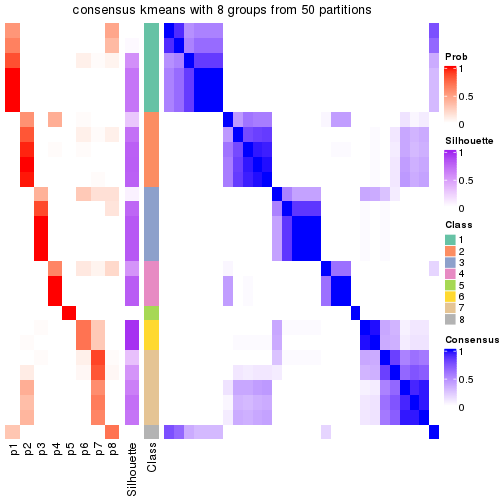 consensus kmeans with 8 groups from 50 partitions
Prob
1
0.5
0
Silhouette
1
0.5
0
Class
1
2
3
4
5
6
7
8
Consensus
1
0.5
0
p1
p2
p3
p4
p5
p6
p7
p8
Silhouette
Class